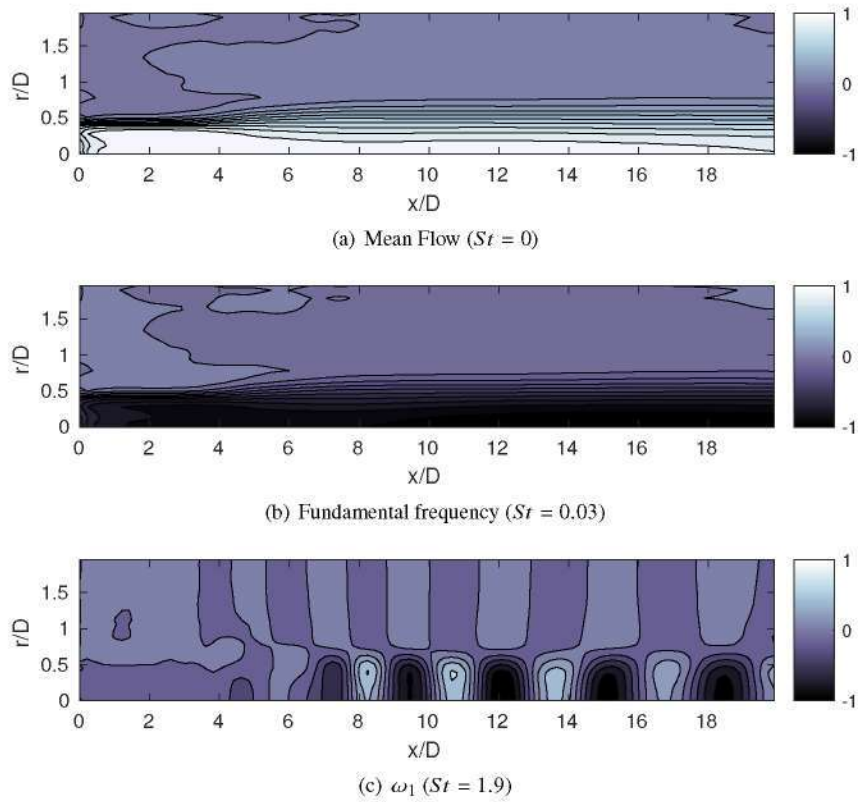 1.5
1
0.5
0
r/D
0 2 4 6 8 10 12 14 16 18
x/D
1
0
-1
(a) Mean Flow (St = 0)
1.5
1
0.5
0
r/D
0 2 4 6 8 10 12 14 16 18
x/D
1
0
-1
(b) Fundamental frequency (St = 0.03)
1.5
1
0.5
0
r/D
0 2 4 6 8 10 12 14 16 18
x/D
1
0
-1
(c) ω₁ (St = 1.9)